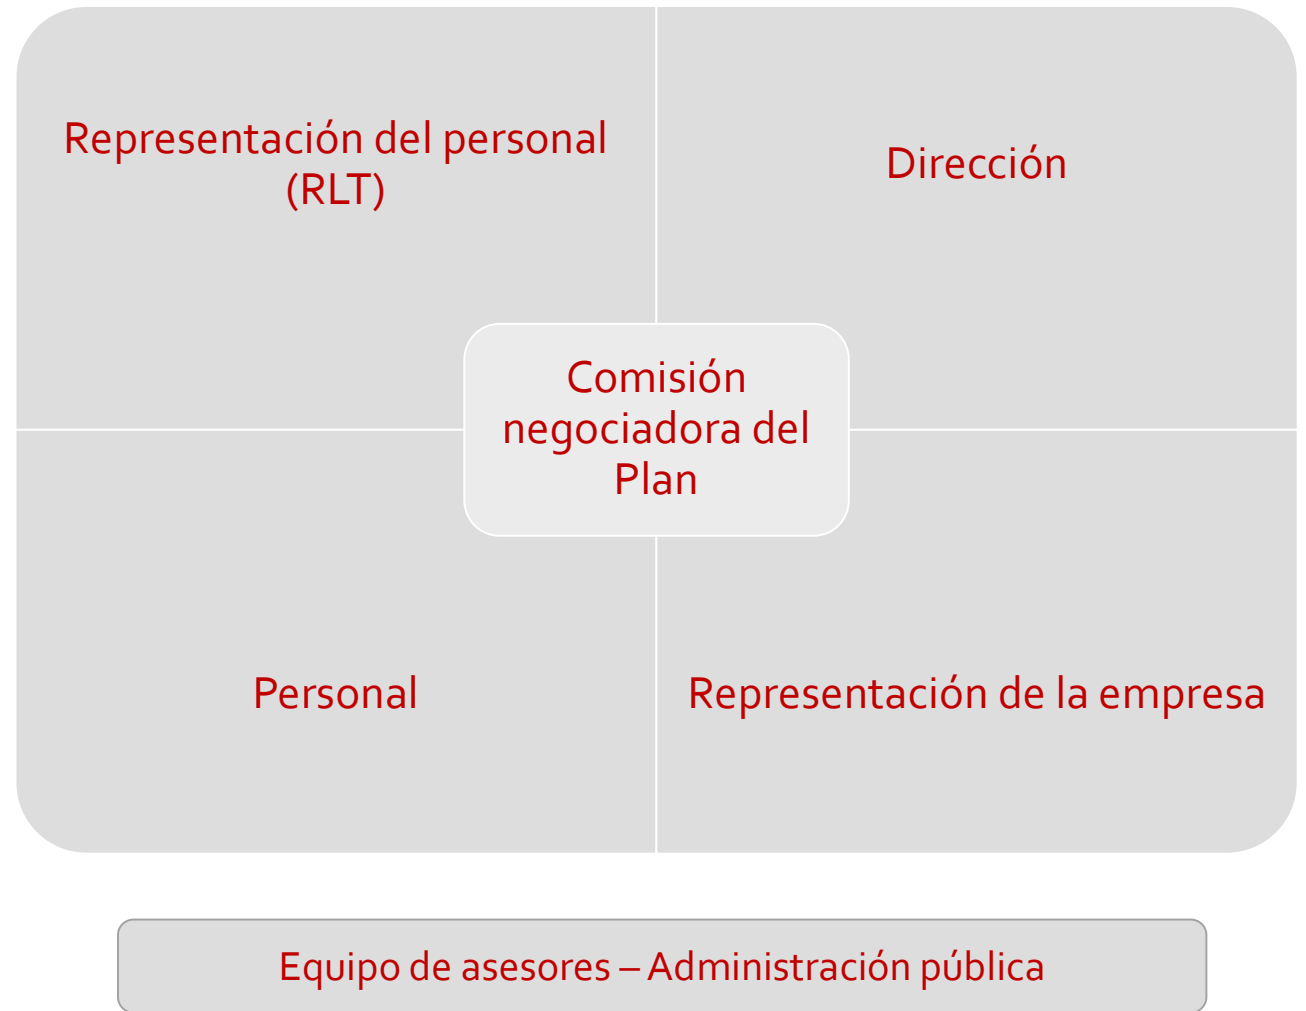 Representación del personal
(RLT)
Dirección
Comisión
negociadora del
Plan
Personal
Representación de la empresa
Equipo de asesores – Administración pública